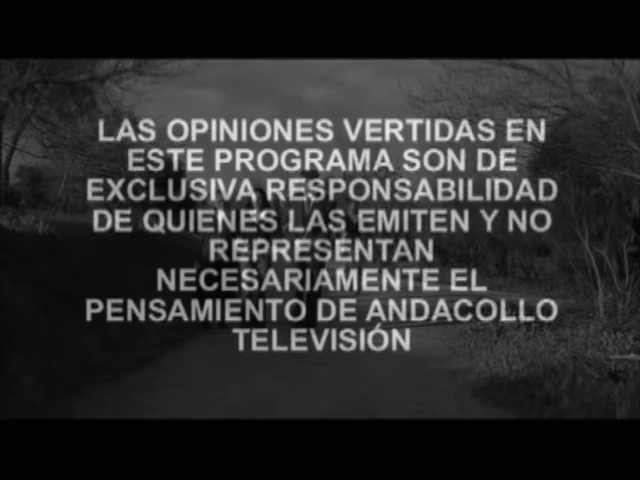 LAS OPINIONES VERTIDAS EN
ESTE PROGRAMA SON DE
EXCLUSIVA RESPONSABILIDAD
DE QUIENES LAS EMITEN Y NO
REPRESENTAN
NECESARIAMENTE EL
PENSAMIENTO DE ANDACOLLO
TELEVISIÓN